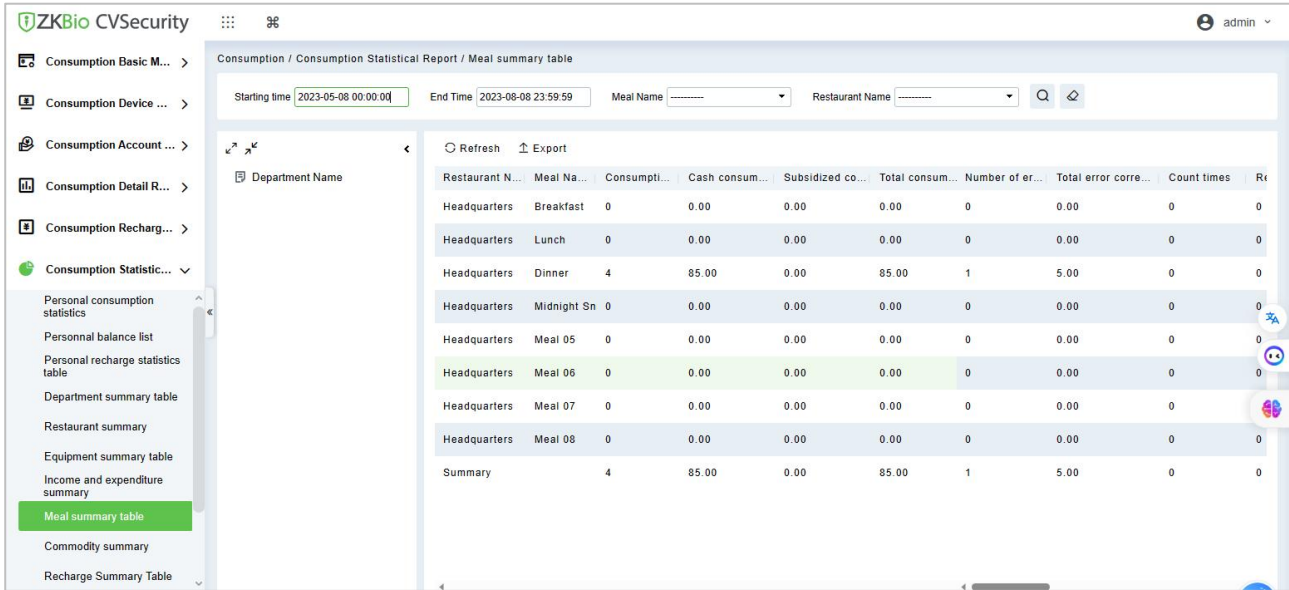 ZKBio CVSecurity
admin
Consumption Basic M...
Consumption Device ...
Consumption Account ...
Consumption Detail R...
Consumption Recharg...
Consumption Statistic...
Personal consumption
statistics
Personnal balance list
Personal recharge statistics
table
Department summary table
Restaurant summary
Equipment summary table
Income and expenditure
summary
Meal summary table
Commodity summary
Recharge Summary Table
Consumption / Consumption Statistical Report / Meal summary table
Starting time 2023-05-08 00:00:00 End Time 2023-08-08 23:59:59 Meal Name ---------- Restaurant Name ----------
Department Name
Refresh Export
Restaurant N... Meal Na... Consumpti... Cash consum... Subsidized co... Total consum... Number of er... Total error corre... Count times Re
Headquarters Breakfast 0 0.00 0.00 0.00 0 0.00 0 0
Headquarters Lunch 0 0.00 0.00 0.00 0 0.00 0 0
Headquarters Dinner 4 85.00 0.00 85.00 1 5.00 0 0
Headquarters Midnight Sn 0 0.00 0.00 0.00 0 0.00 0 0
Headquarters Meal 05 0 0.00 0.00 0.00 0 0.00 0 0
Headquarters Meal 06 0 0.00 0.00 0.00 0 0.00 0 0
Headquarters Meal 07 0 0.00 0.00 0.00 0 0.00 0
Headquarters Meal 08 0 0.00 0.00 0.00 0 0.00 0 0
Summary 4 85.00 0.00 85.00 1 5.00 0 0